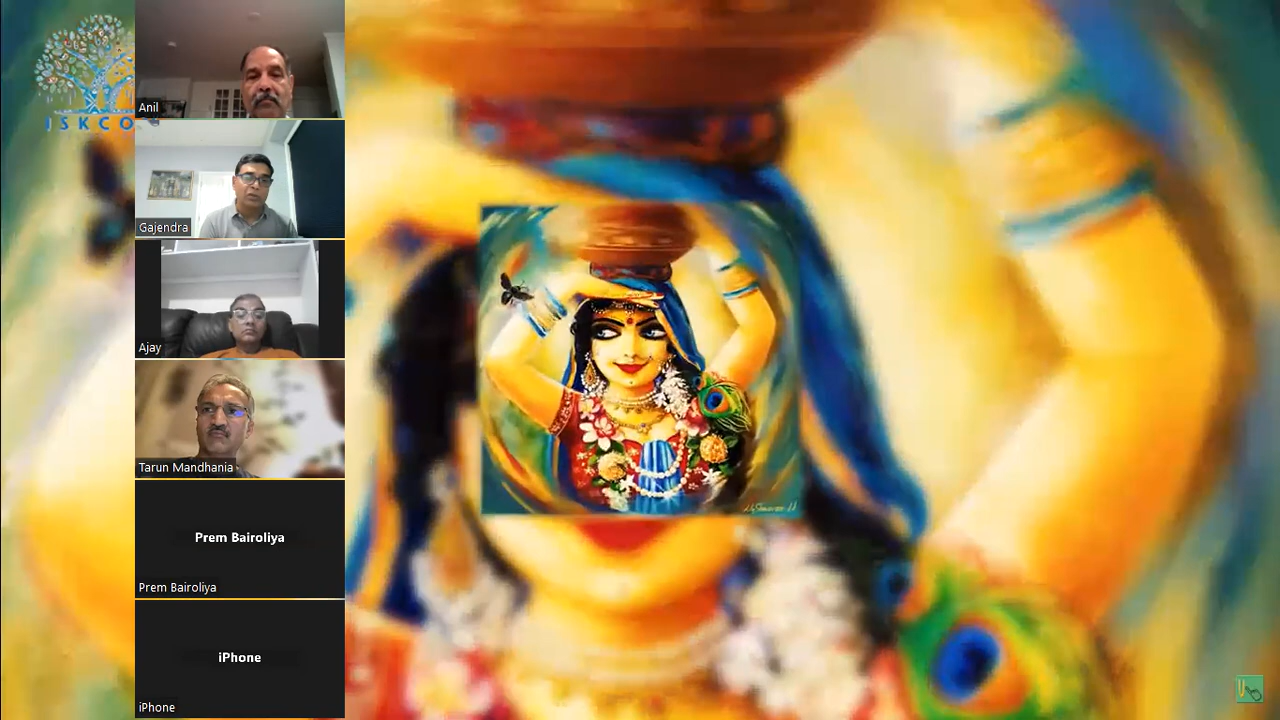 ISKCO
Anil
Gajendra
Ajay
Tarun Mandhania
Prem Bairoliya
Prem Bairoliya
iPhone
iPhone